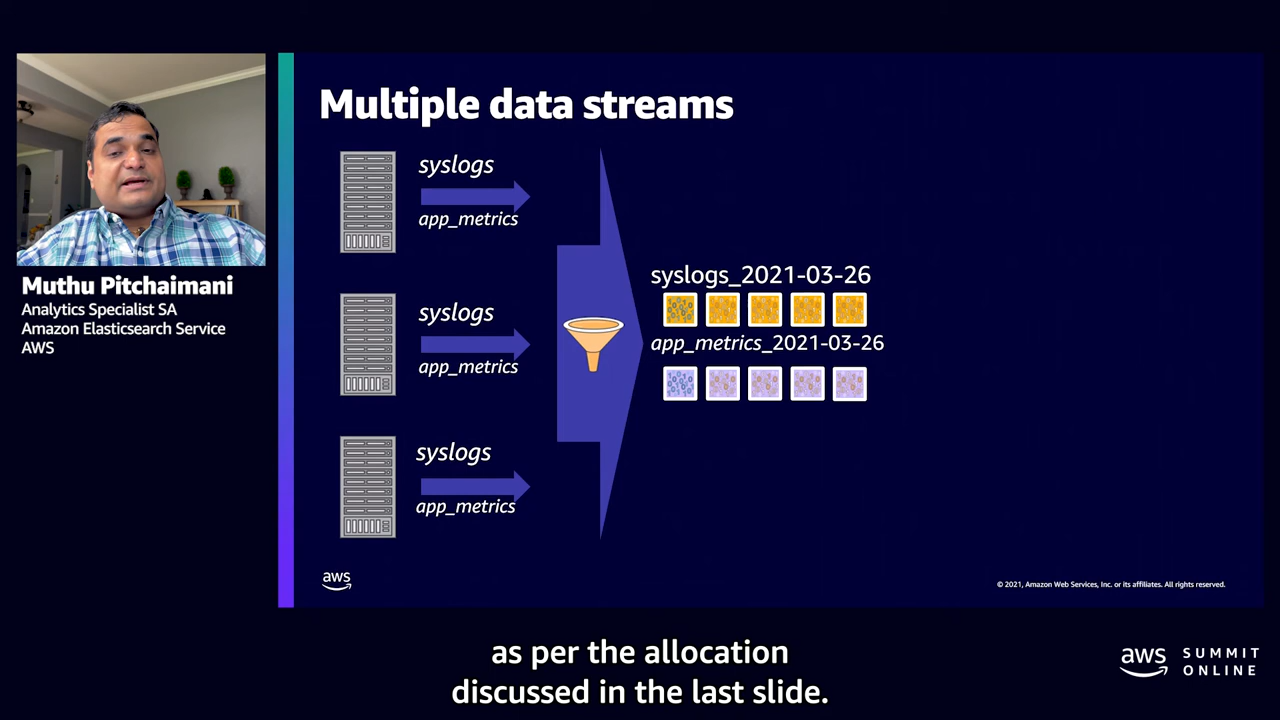 Multiple data streams
syslogs
app_metrics
syslogs
app_metrics
syslogs
app_metrics
syslogs_2021-03-26
app_metrics_2021-03-26
Muthu Pitchaimani
Analytics Specialist SA
Amazon Elasticsearch Service
AWS
aws
© 2021, Amazon Web Services, Inc. or its affiliates. All rights reserved.
as per the allocation
discussed in the last slide.
aws SUMMIT
ONLINE